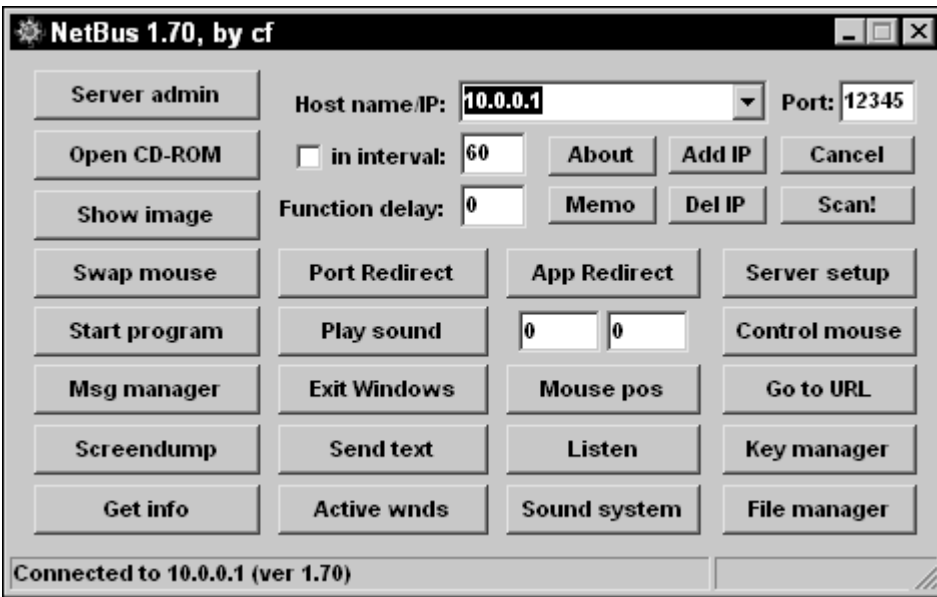 NetBus 1.70, by cf
Server admin
Host name/IP: 10.0.0.1 Port: 12345
Open CD-ROM
in interval: 60 About Add IP Cancel
Show image
Function delay: 0 Memo Del IP Scan!
Swap mouse Port Redirect App Redirect Server setup
Start program Play sound 0 0 Control mouse
Msg manager Exit Windows Mouse pos Go to URL
Screendump Send text Listen Key manager
Get info Active wnds Sound system File manager
Connected to 10.0.0.1 (ver 1.70)